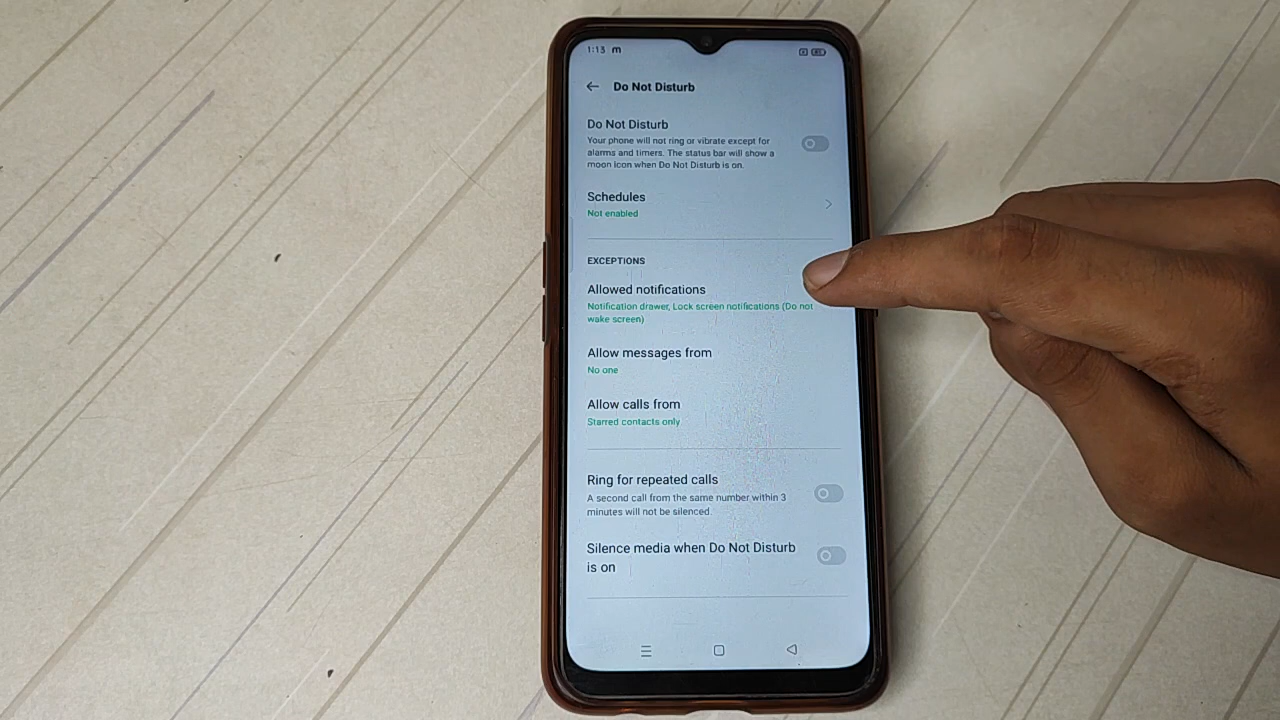 1:13 m
Do Not Disturb
Do Not Disturb
Your phone will not ring or vibrate except for
alarms and timers. The status bar will show a
moon icon when Do Not Disturb is on.
Schedules
Not enabled
EXCEPTIONS
Allowed notifications
Notification drawer, Lock screen notifications (Do not
wake screen)
Allow messages from
No one
Allow calls from
Starred contacts only
Ring for repeated calls
A second call from the same number within 3
minutes will not be silenced.
Silence media when Do Not Disturb
is on